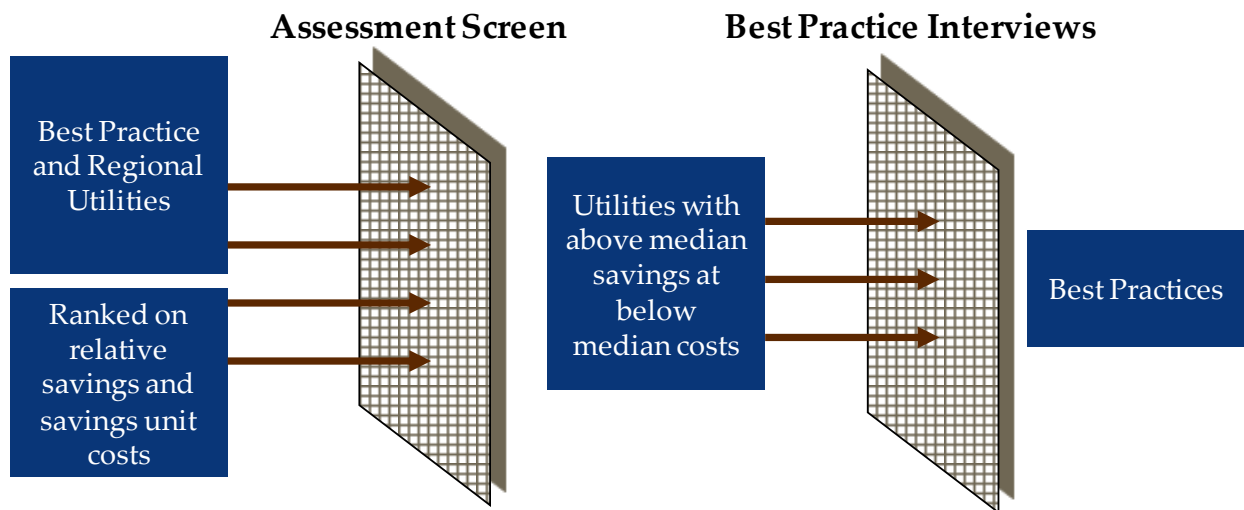 Assessment Screen
Best Practice Interviews
Best Practice
and Regional
Utilities
Ranked on
relative
savings and
savings unit
costs
Utilities with
above median
savings at
below
median costs
Best Practices